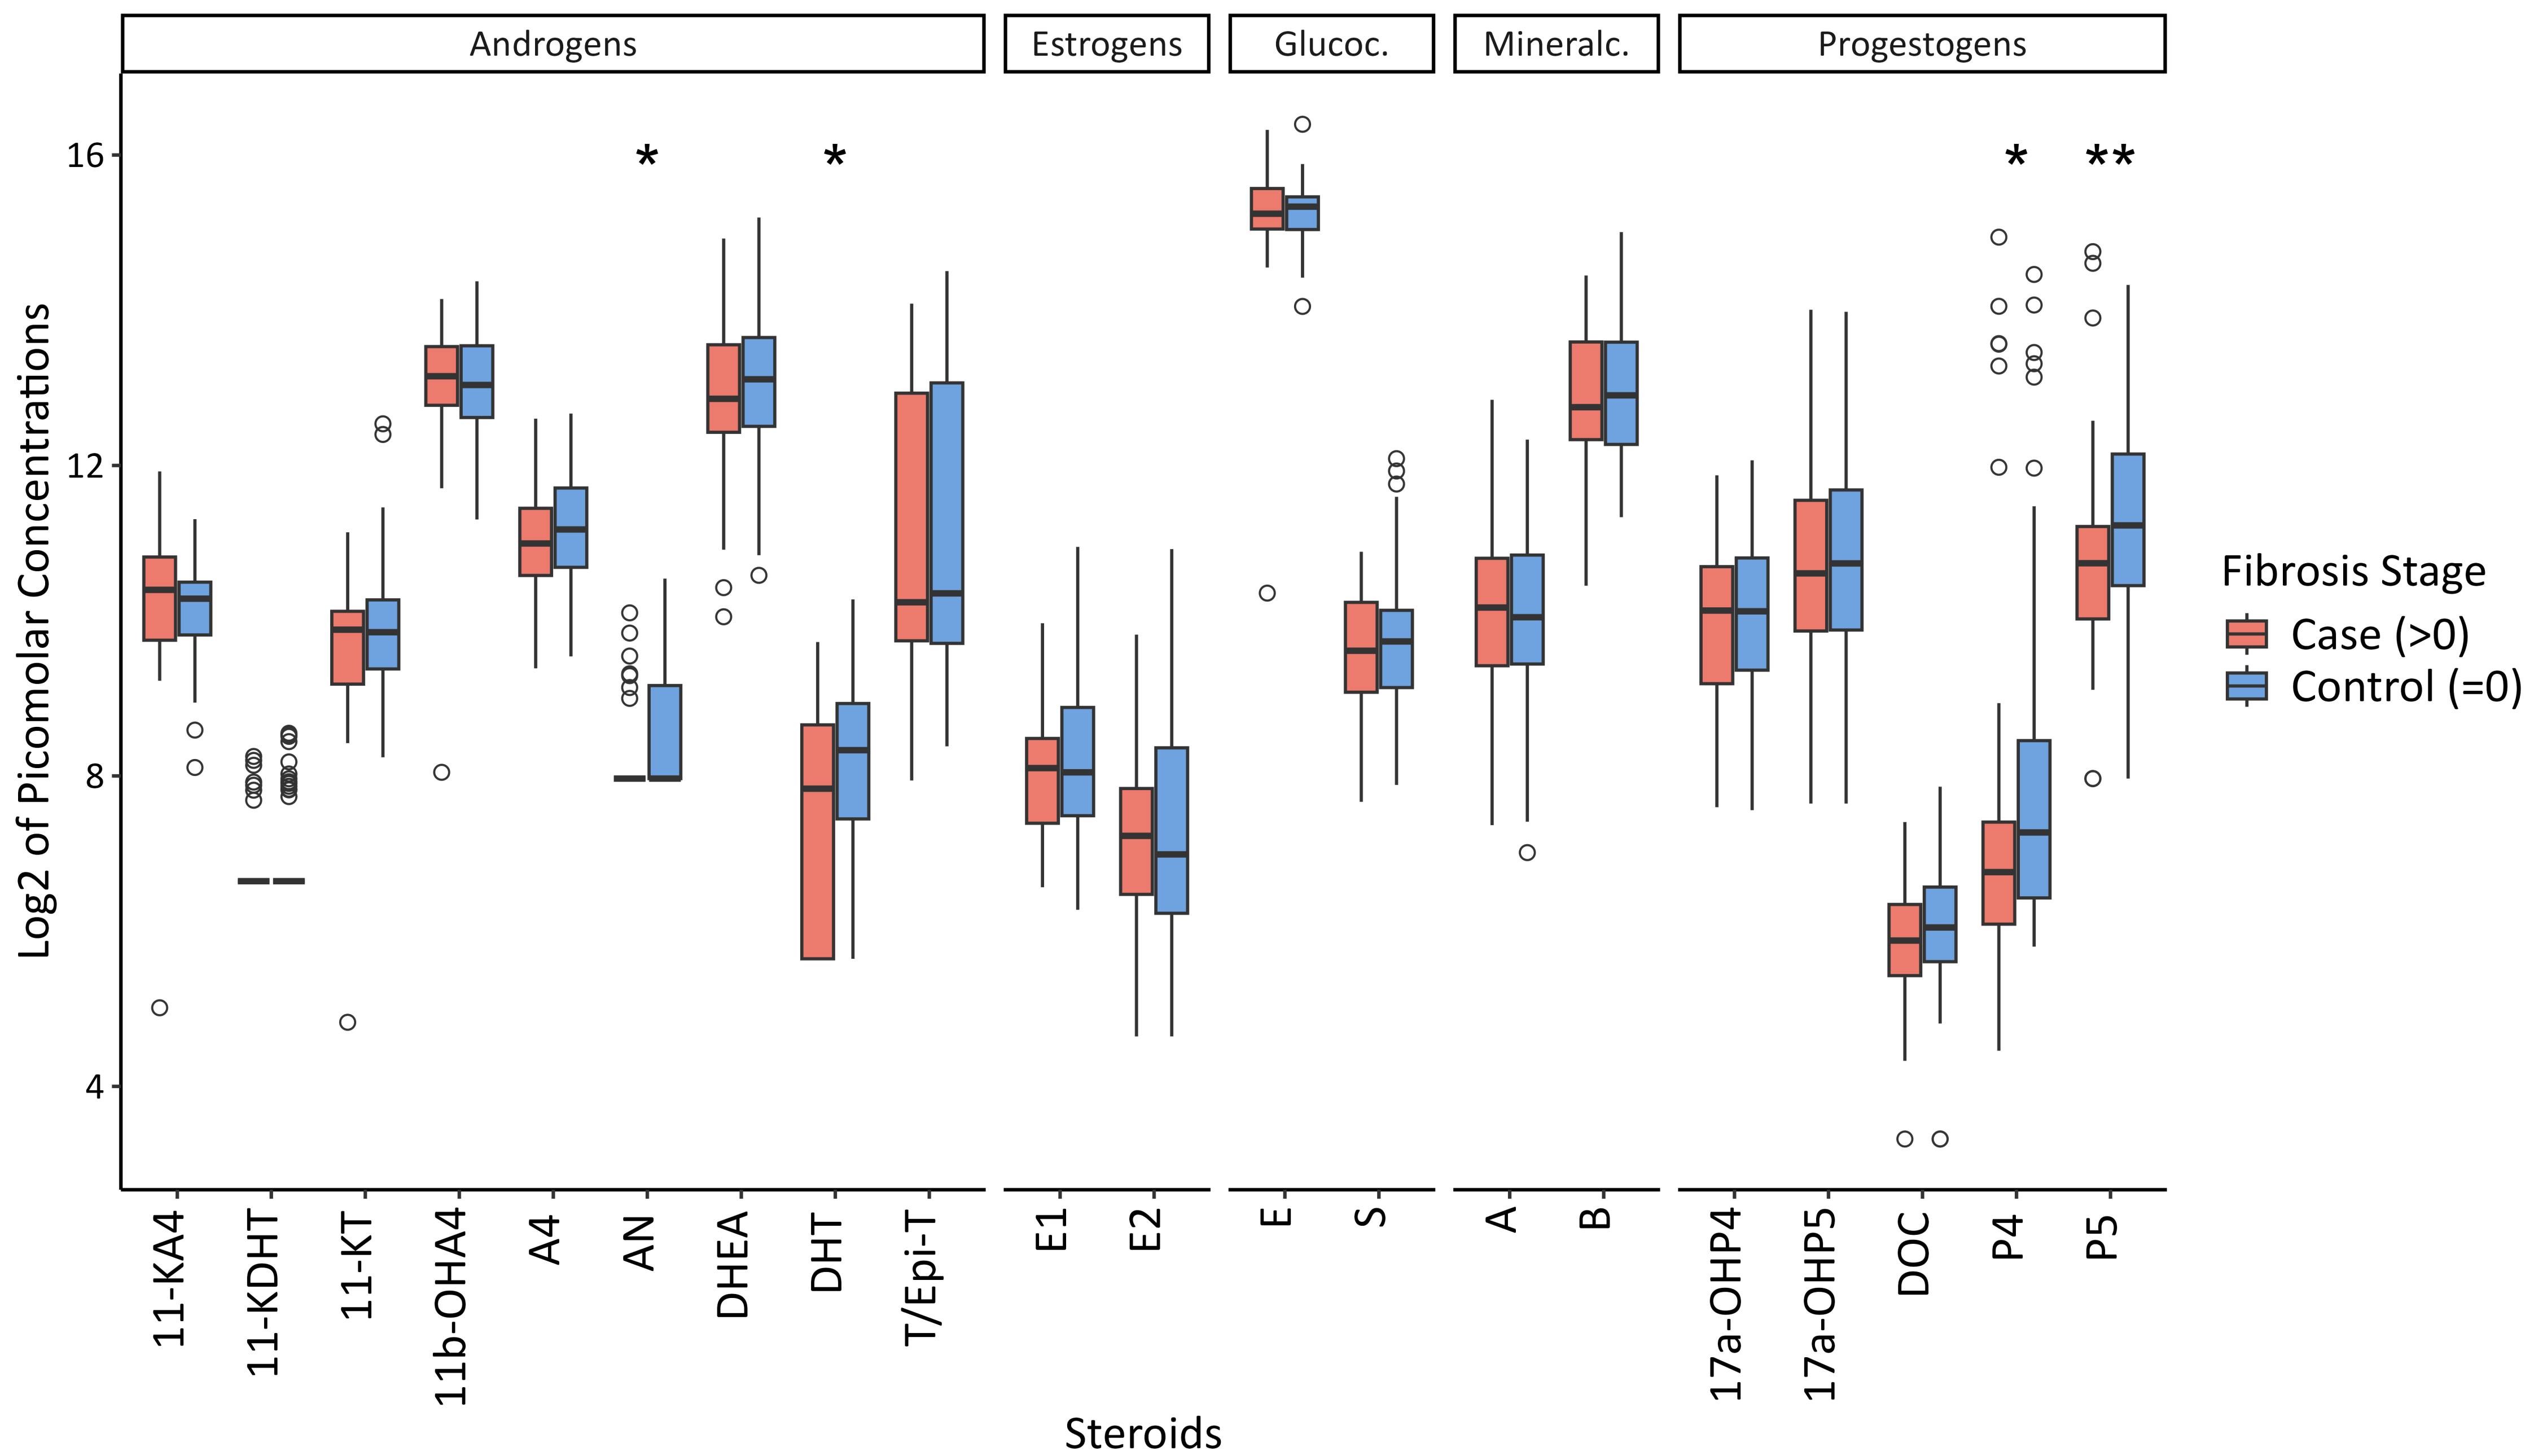 Androgens
Estrogens
Glucoc.
Mineralc.
Progestogens
* * * **
Log2 of Picomolar Concentrations
16
12
8
4
11-KA4
11-KDHT
11-KT
11b-OHA4
A4
AN
DHEA
DHT
T/Epi-T
E1
E2
E
S
A
B
17a-OHP4
17a-OHP5
DOC
P4
P5
Steroids
Fibrosis Stage
Case (>0)
Control (=0)